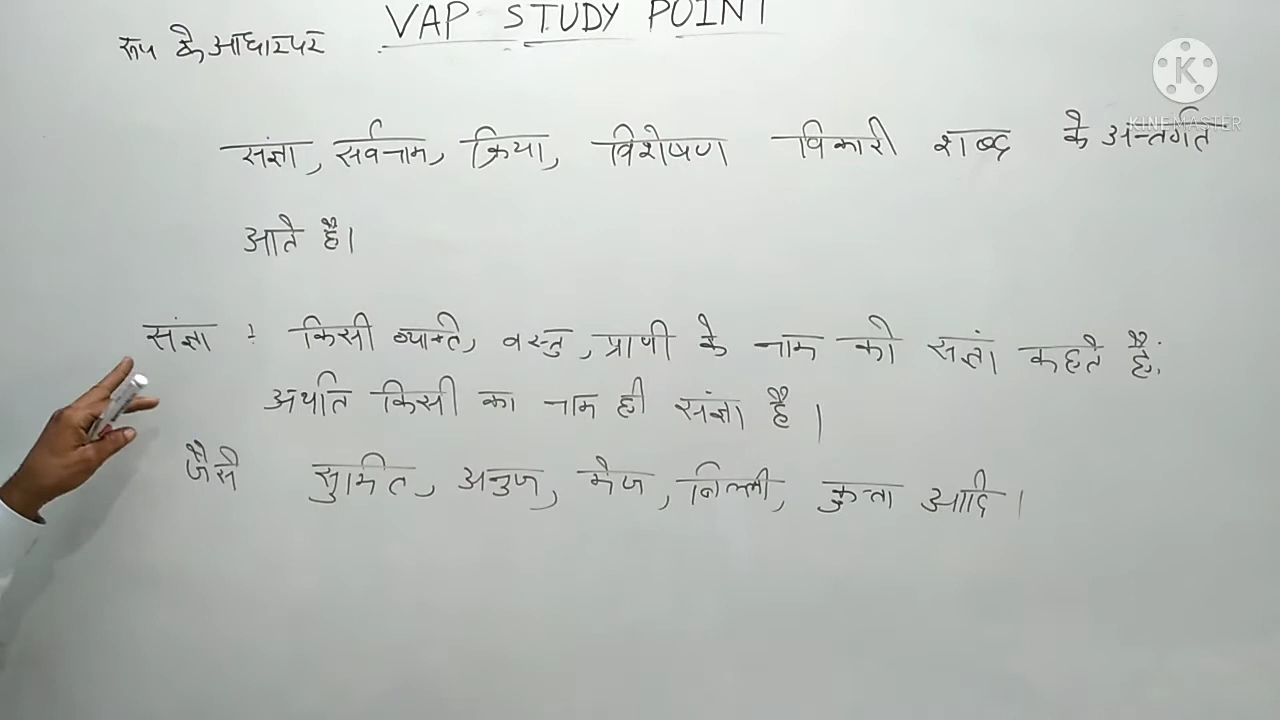 VAP STUDY POINT
रूप के आधार पर
KINEMASTER
संज्ञा, सर्वनाम, क्रिया, विशेषण विकारी शब्द के अन्तर्गत
आते है।
संज्ञा : किसी व्यक्ति, वस्तु, प्राणी के नाम को संज्ञा कहते है:
अर्थात किसी का नाम ही संज्ञा है ।
जैसे सुमित, अनुज, मेज, बिल्ली, कुत्ता आदि ।